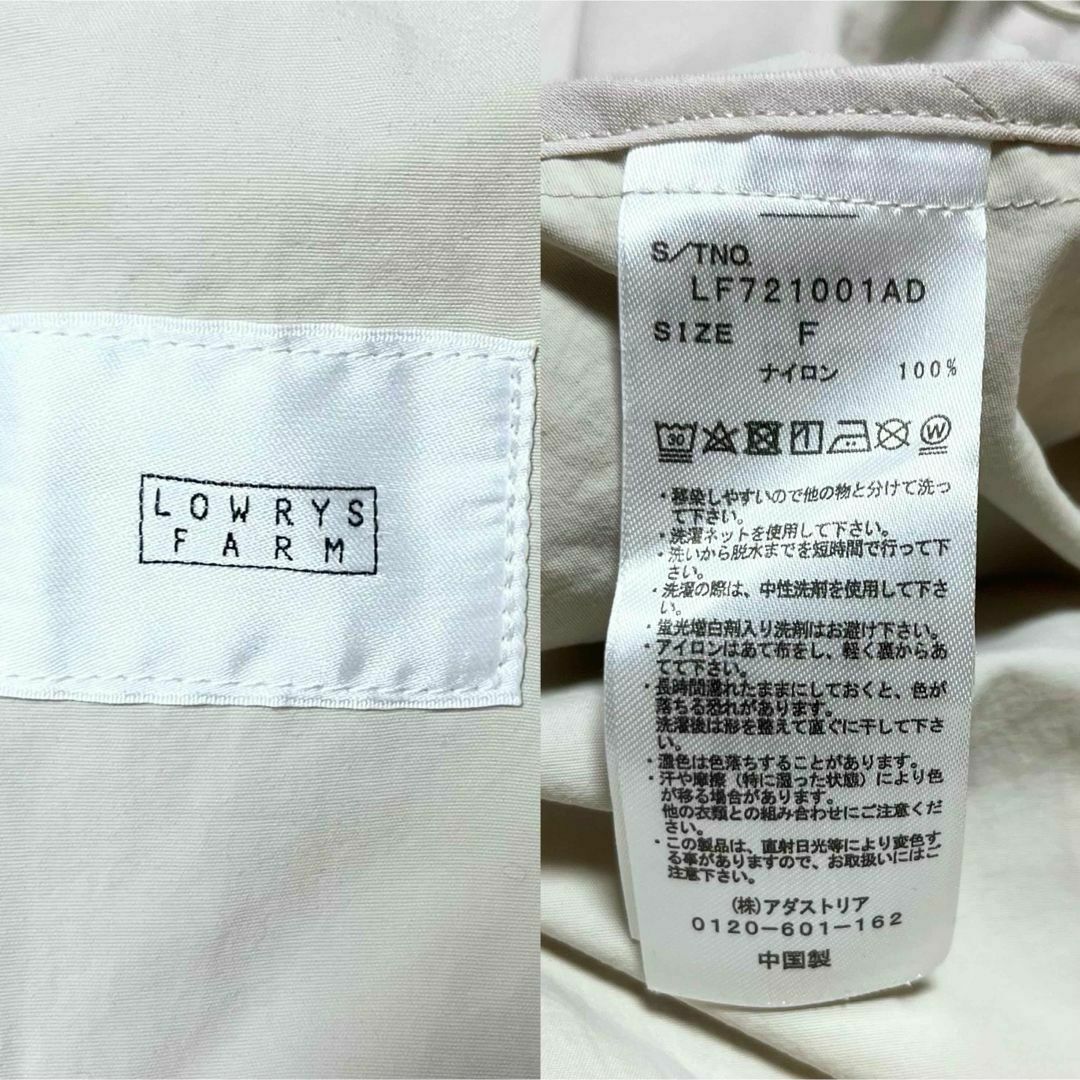 LOWRYS
FARM
S/TNO.
LF721001AD
SIZE F
ナイロン 100%
30
W
・移染しやすいので他の物と分けて洗っ
て下さい。
・洗濯ネットを使用して下さい。
・洗いから脱水までを短時間で行って下
さい。
・洗濯の際は、中性洗剤を使用して下さ
い。
・蛍光増白剤入り洗剤はお避け下さい。
・アイロンはあて布をし、軽く裏からあ
てて下さい。
・長時間濡れたままにしておくと、色が
落ちる恐れがあります。
洗濯後は形を整えて直ぐに干して下さ
い。
・濃色は色落ちすることがあります。
・汗や摩擦（特に湿った状態）により色
が移る場合があります。
他の衣類との組み合わせにご注意くだ
さい。
・この製品は、直射日光等により変色す
る事がありますので、お取扱いにはご
注意下さい。
(株)アダストリア
0120-601-162
中国製